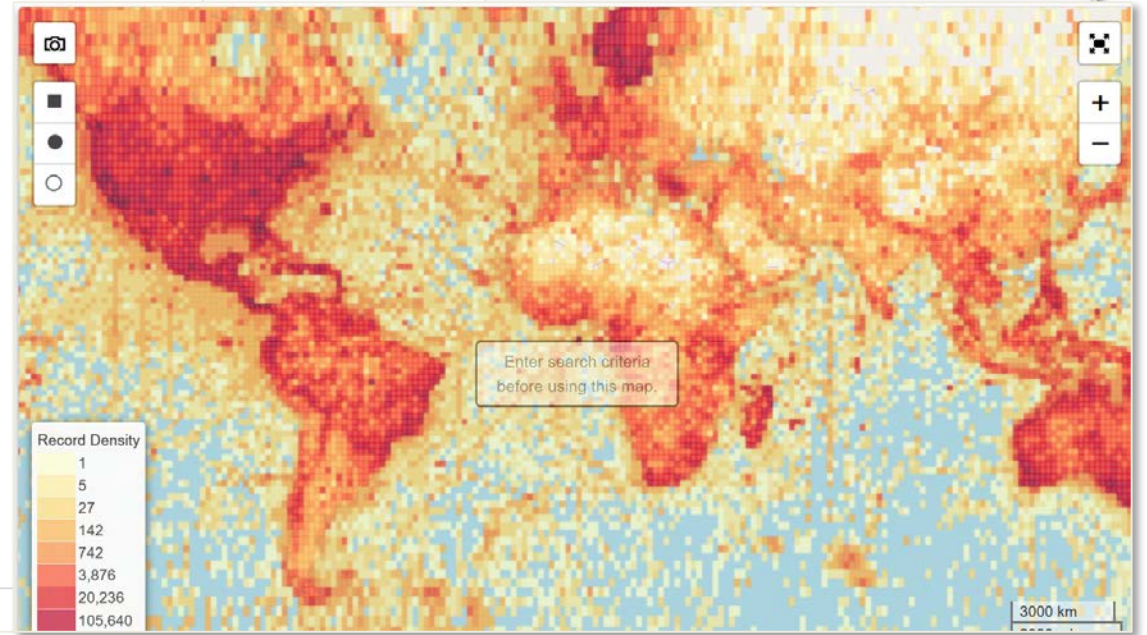 +
−
Enter search criteria
before using this map.
Record Density
1
5
27
142
742
3,876
20,236
105,640
3000 km